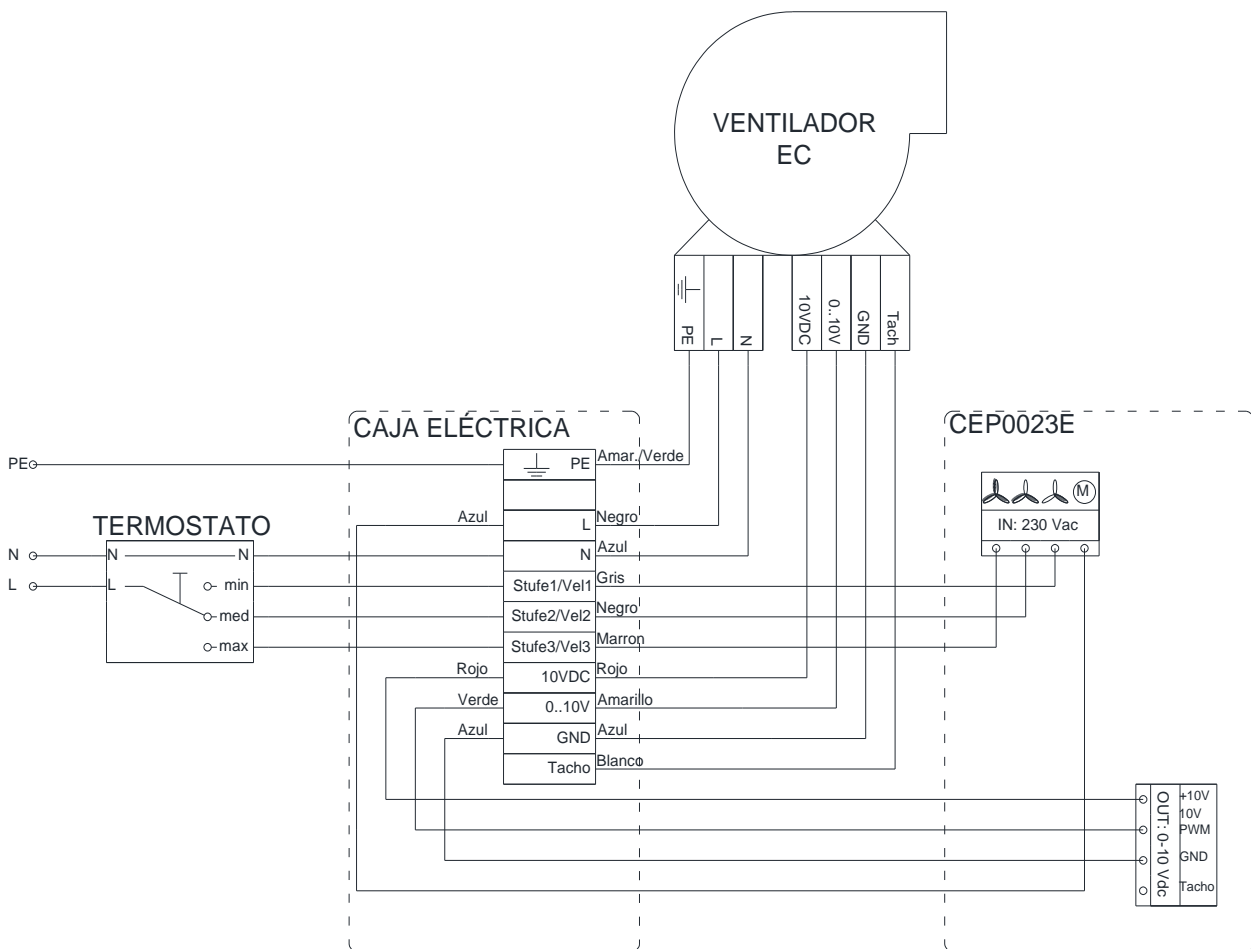 VENTILADOR
EC
PE
L
N
10VDC
0..10V
GND
Tach
CAJA ELÉCTRICA
CEP0023E
PE
PE
Amar./Verde
TERMOSTATO
Azul
L
Negro
IN: 230 Vac
M
N
N
N
N
Azul
L
L
min
Stufe1/Vel1
Gris
med
Stufe2/Vel2
Negro
max
Stufe3/Vel3
Marron
Rojo
10VDC
Rojo
Verde
0..10V
Amarillo
Azul
GND
Azul
Tacho
Blanco
OUT: 0-10 Vdc
+10V
10V
PWM
GND
Tacho